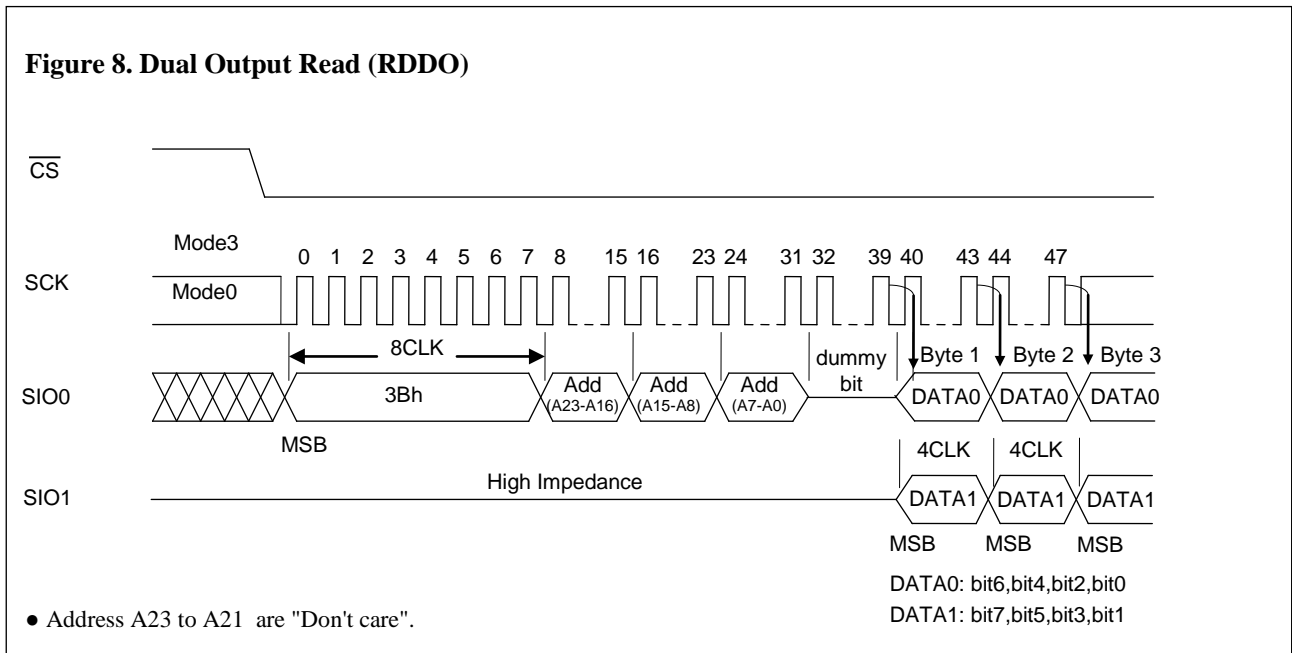 Figure 8. Dual Output Read (RDDO)
CS
Mode3
0 1 2 3 4 5 6 7 8 15 16 23 24 31 32 39 40 43 44 47
SCK
Mode0
8CLK
dummy bit
Byte 1 Byte 2 Byte 3
SIO0
3Bh
Add (A23-A16)
Add (A15-A8)
Add (A7-A0)
DATA0 DATA0 DATA0
MSB
4CLK 4CLK
SIO1
High Impedance
DATA1 DATA1 DATA1
MSB MSB MSB
DATA0: bit6,bit4,bit2,bit0
DATA1: bit7,bit5,bit3,bit1
● Address A23 to A21 are "Don't care".